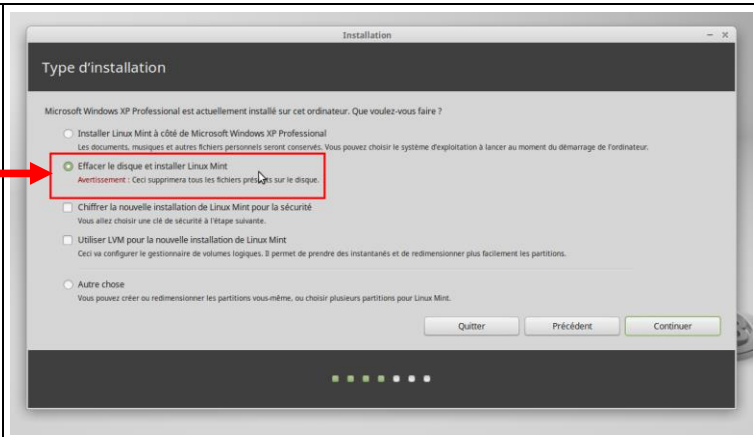 Installation
Type d'installation
Microsoft Windows XP Professional est actuellement installé sur cet ordinateur. Que voulez-vous faire ?
Installer Linux Mint à côté de Microsoft Windows XP Professional
Les documents, musiques et autres fichiers personnels seront conservés. Vous pouvez choisir le système d'exploitation à lancer au moment du démarrage de l'ordinateur.
Effacer le disque et installer Linux Mint
Avertissement : Ceci supprimera tous les fichiers présents sur le disque.
Chiffrer la nouvelle installation de Linux Mint pour la sécurité
Vous allez choisir une clé de sécurité à l'étape suivante.
Utiliser LVM pour la nouvelle installation de Linux Mint
Ceci va configurer le gestionnaire de volumes logiques. Il permet de prendre des instantanés et de redimensionner plus facilement les partitions.
Autre chose
Vous pouvez créer ou redimensionner les partitions vous-même, ou choisir plusieurs partitions pour Linux Mint.
Quitter
Précédent
Continuer